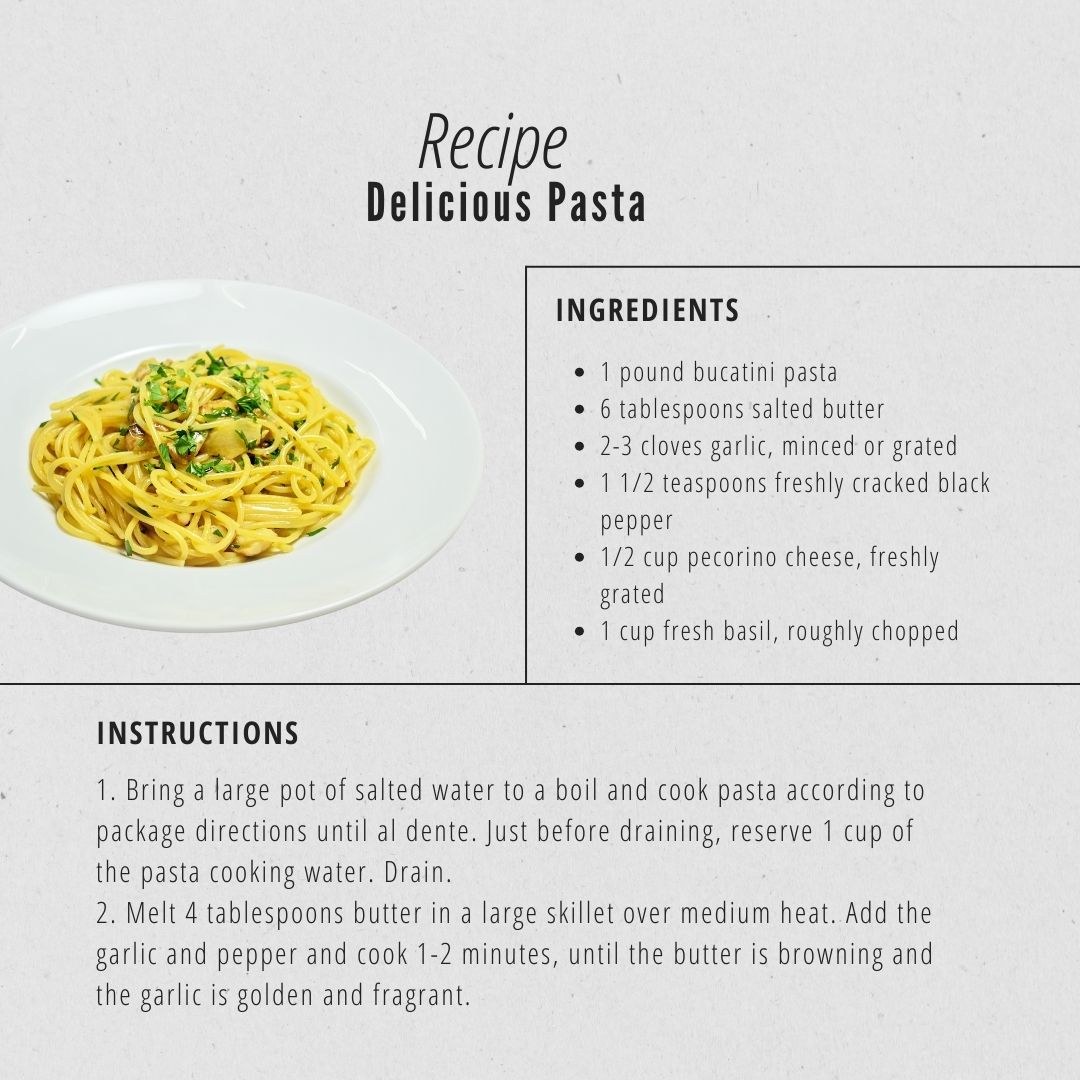 Recipe
Delicious Pasta
INGREDIENTS
• 1 pound bucatini pasta
• 6 tablespoons salted butter
• 2-3 cloves garlic, minced or grated
• 1 1/2 teaspoons freshly cracked black
pepper
• 1/2 cup pecorino cheese, freshly
grated
• 1 cup fresh basil, roughly chopped
INSTRUCTIONS
1. Bring a large pot of salted water to a boil and cook pasta according to
package directions until al dente. Just before draining, reserve 1 cup of
the pasta cooking water. Drain.
2. Melt 4 tablespoons butter in a large skillet over medium heat. Add the
garlic and pepper and cook 1-2 minutes, until the butter is browning and
the garlic is golden and fragrant.